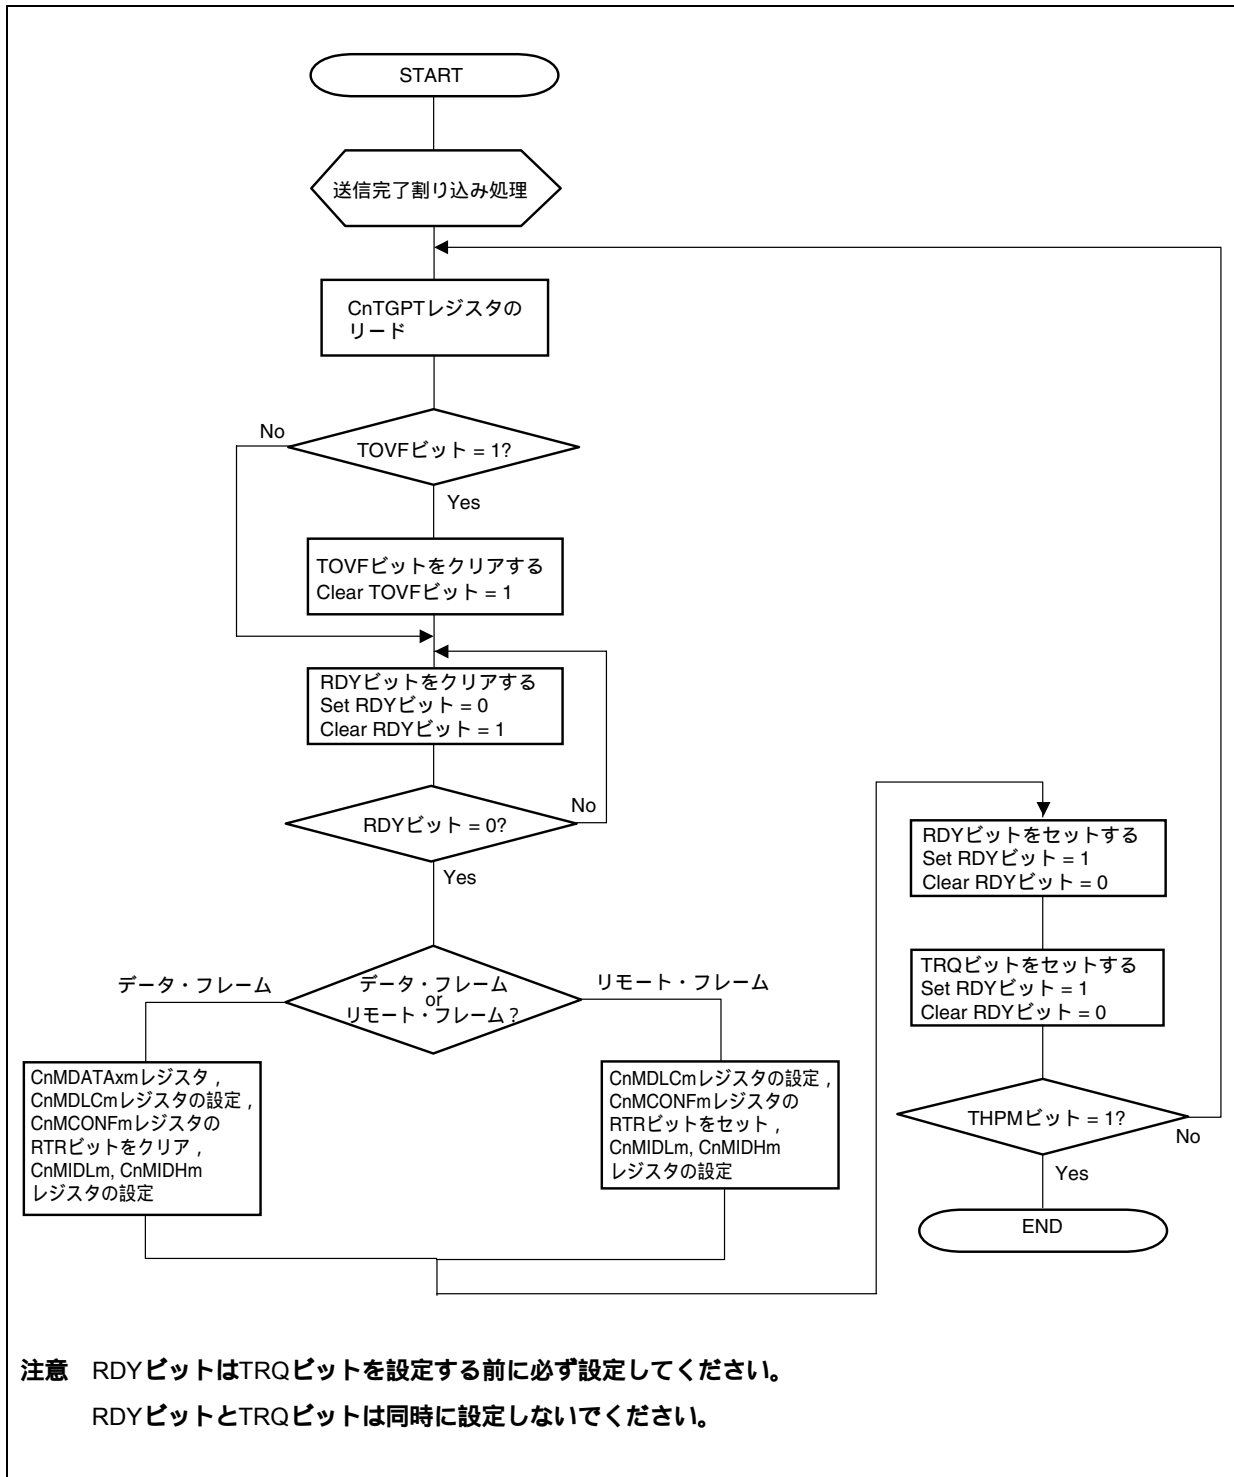 START
送信完了割り込み処理
CnTGPTレジスタの
リード
No
TOVFビット = 1?
Yes
TOVFビットをクリアする
Clear TOVFビット = 1
RDYビットをクリアする
Set RDYビット = 0
Clear RDYビット = 1
RDYビット = 0?
No
Yes
データ・フレーム
データ・フレーム
or
リモート・フレーム？
リモート・フレーム
CnMDATAxmレジスタ，
CnMDLCmレジスタの設定，
CnMCONFmレジスタの
RTRビットをクリア，
CnMIDLm, CnMIDHm
レジスタの設定
CnMDLCmレジスタの設定，
CnMCONFmレジスタの
RTRビットをセット，
CnMIDLm, CnMIDHm
レジスタの設定
RDYビットをセットする
Set RDYビット = 1
Clear RDYビット = 0
TRQビットをセットする
Set RDYビット = 1
Clear RDYビット = 0
THPMビット = 1?
No
Yes
END
注意 RDYビットはTRQビットを設定する前に必ず設定してください。
RDYビットとTRQビットは同時に設定しないでください。